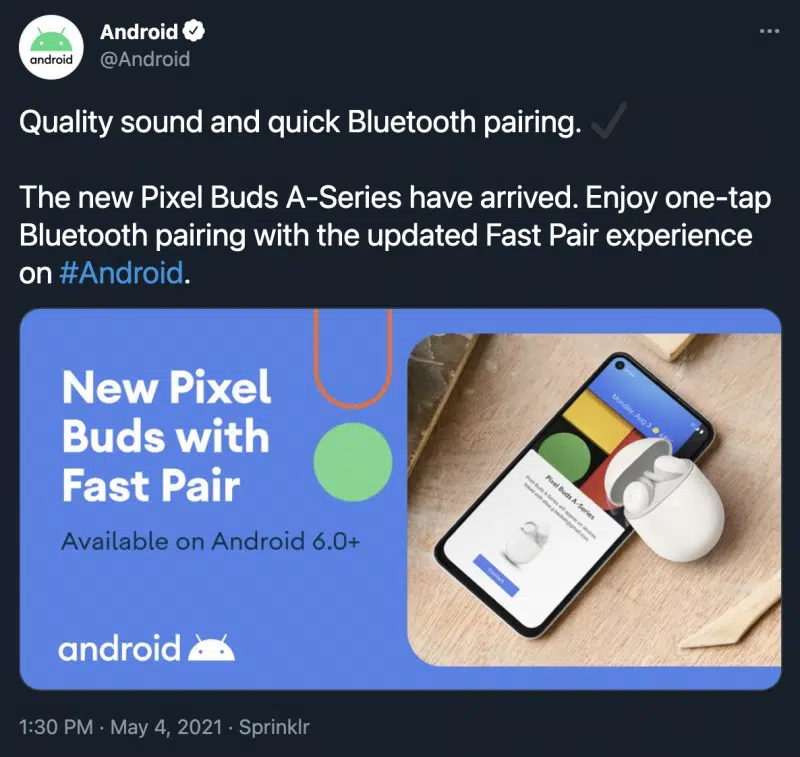 Android
android
@Android
Quality sound and quick Bluetooth pairing. ✔
The new Pixel Buds A-Series have arrived. Enjoy one-tap
Bluetooth pairing with the updated Fast Pair experience
on #Android.
New Pixel
Buds with
Fast Pair
Available on Android 6.0+
android
Monday, Aug 3
Pixel Buds A-Series
Connect
1:30 PM · May 4, 2021 · Sprinklr